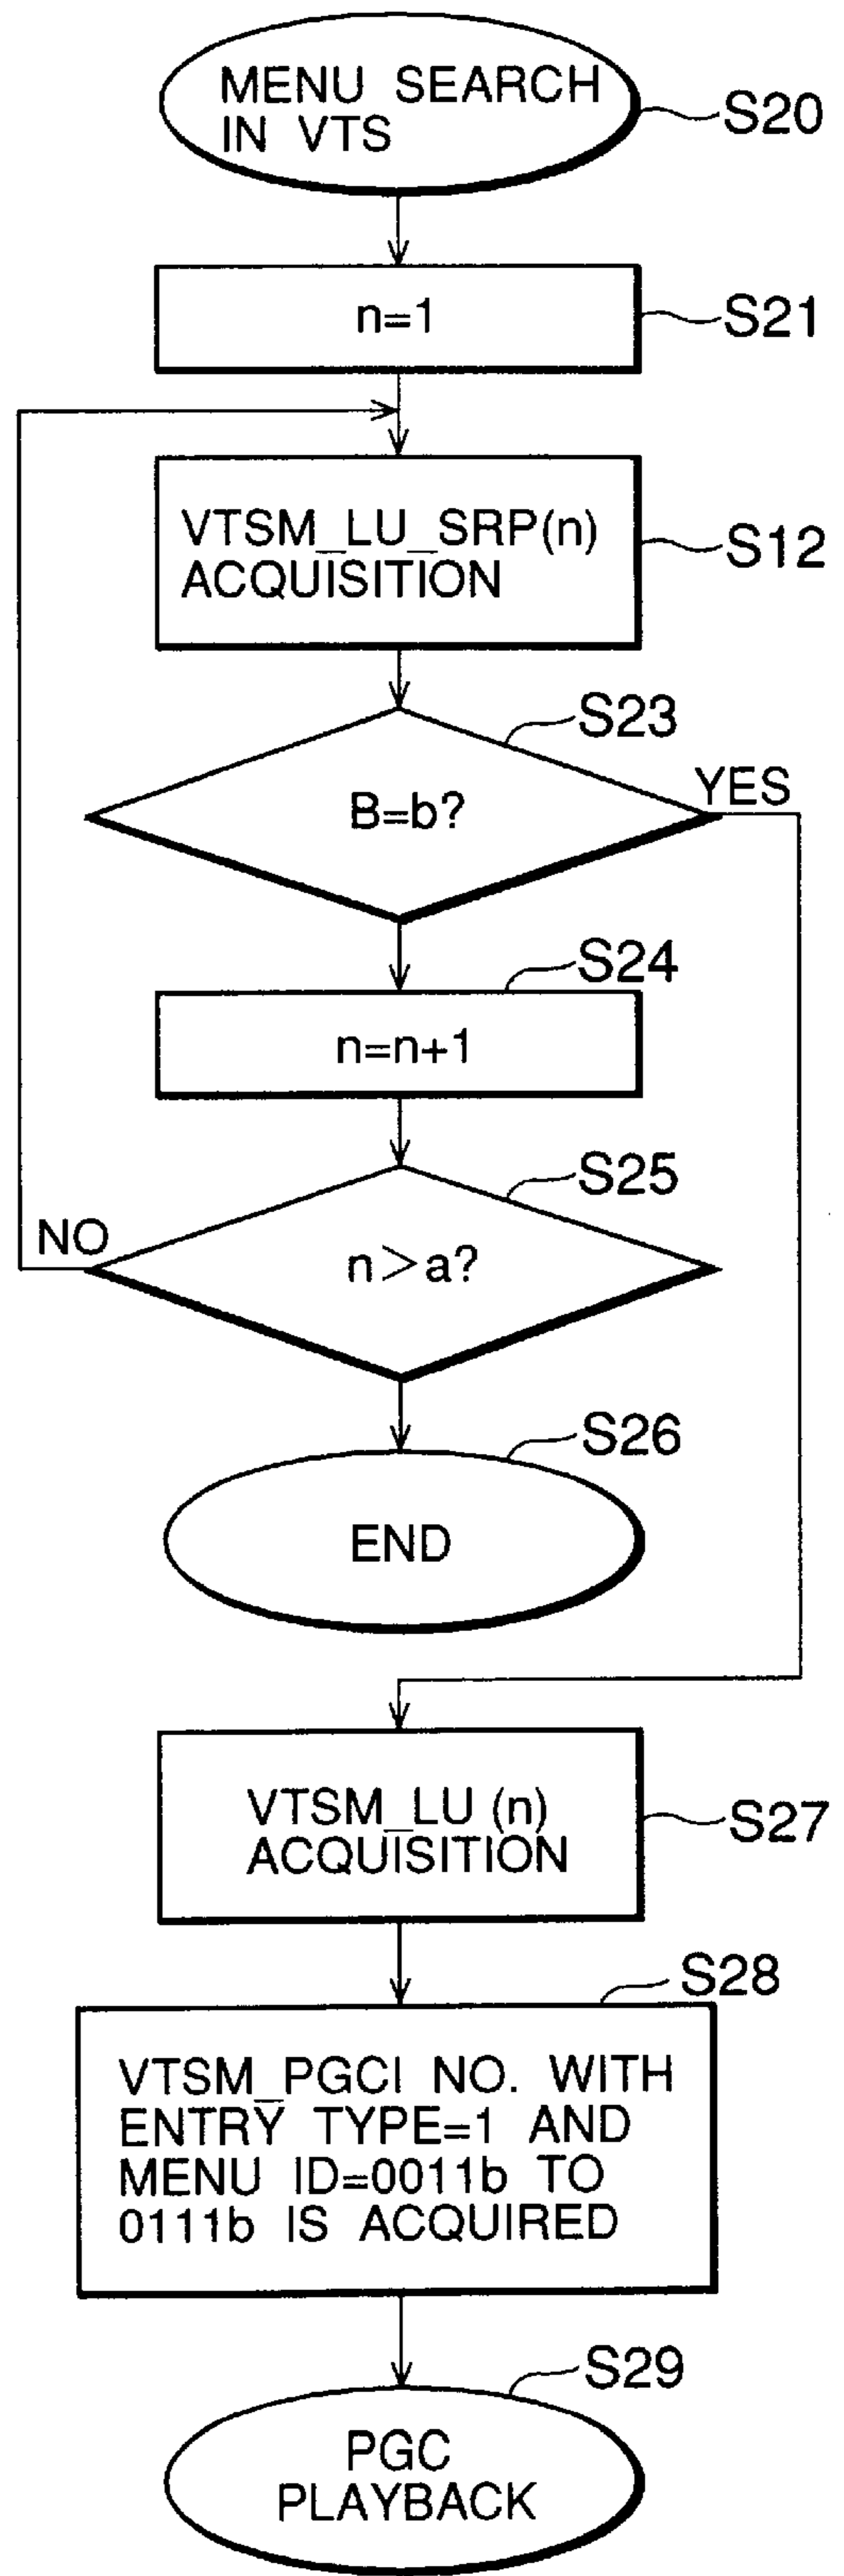 MENU SEARCH
IN VTS
S20
n=1
S21
VTSM_LU_SRP(n)
ACQUISITION
S12
S23
B=b?
YES
S24
n=n+1
S25
NO
n>a?
S26
END
VTSM_LU (n)
ACQUISITION
S27
S28
VTSM_PGCI NO. WITH
ENTRY TYPE=1 AND
MENU ID=0011b TO
0111b IS ACQUIRED
S29
PGC
PLAYBACK